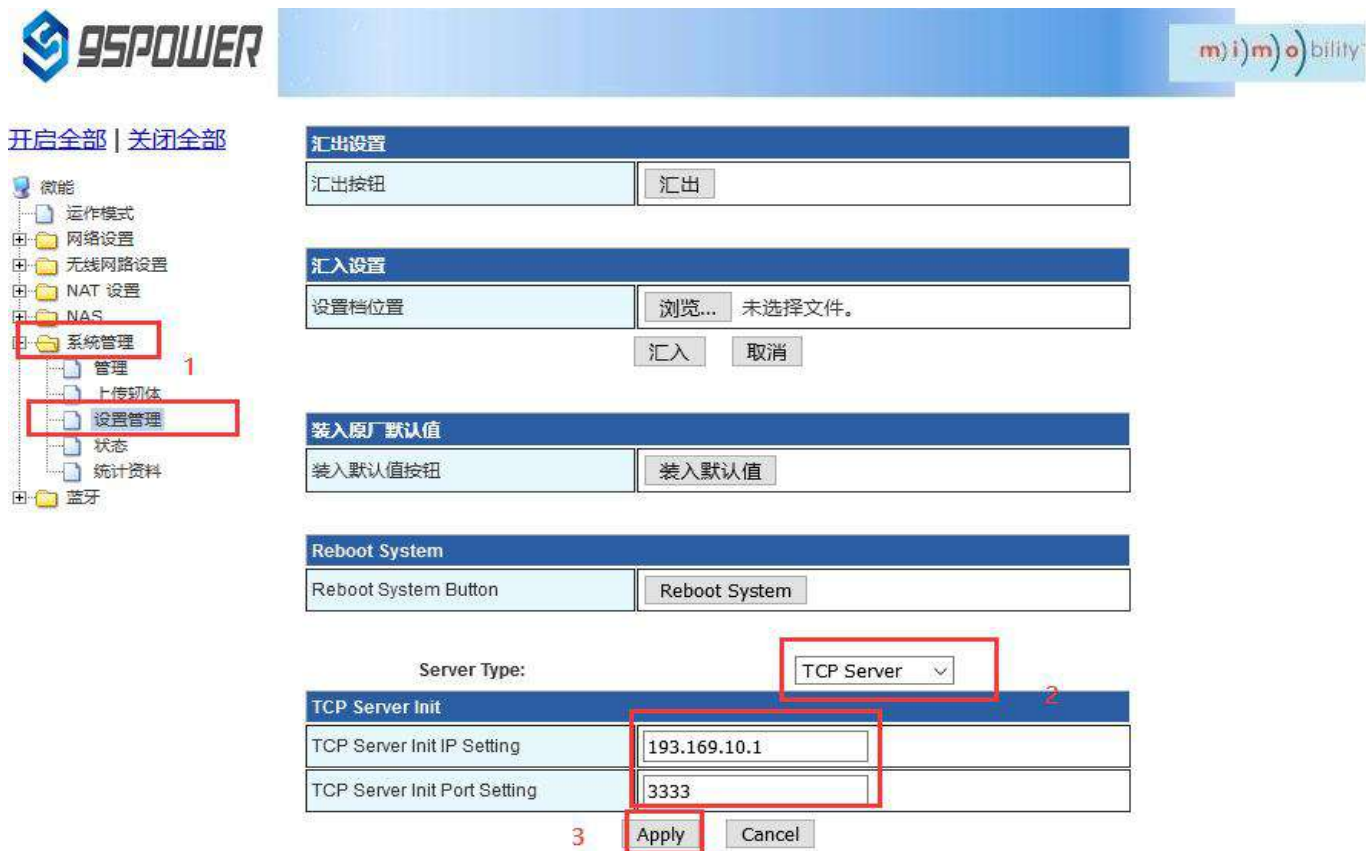 95POWER
m)i)m)o)bility
开启全部 | 关闭全部
微能
运作模式
网络设置
无线网路设置
NAT 设置
NAS
系统管理
1
管理
上传韧体
设置管理
状态
统计资料
蓝牙
汇出设置
汇出按钮 汇出
汇入设置
设置档位置 浏览... 未选择文件。
汇入 取消
装入原厂默认值
装入默认值按钮 装入默认值
Reboot System
Reboot System Button Reboot System
Server Type: TCP Server
2
TCP Server Init
TCP Server Init IP Setting 193.169.10.1
TCP Server Init Port Setting 3333
3 Apply Cancel